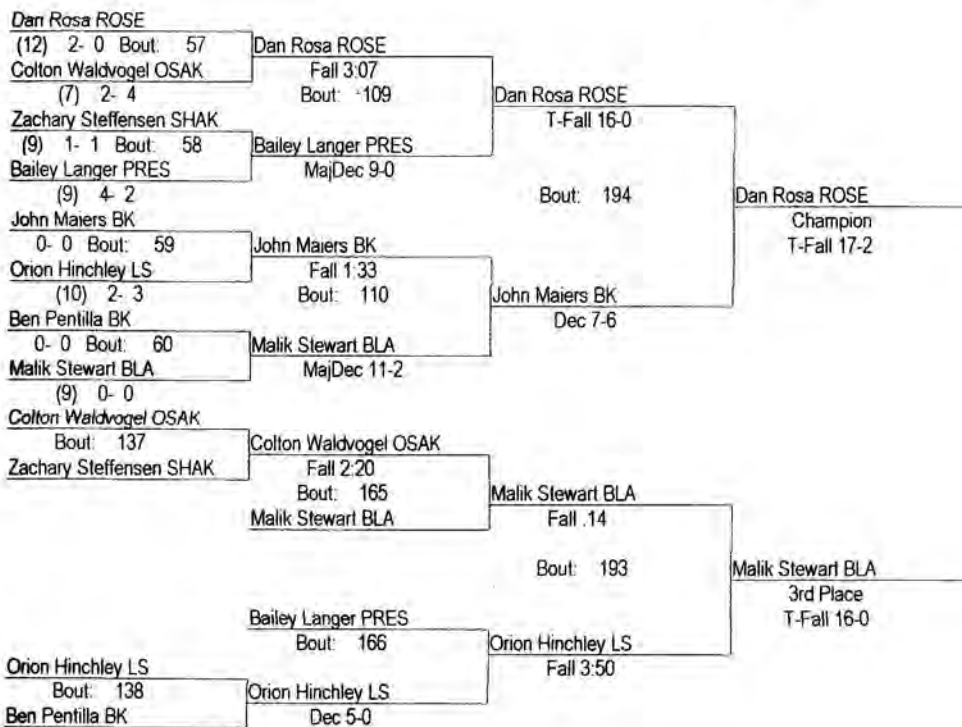 Dan Rosa ROSE
(12) 2- 0 Bout: 57
Colton Waldvogel OSAK
(7) 2- 4
Zachary Steffensen SHAK
(9) 1- 1 Bout: 58
Bailey Langer PRES
(9) 4- 2
John Maiers BK
0- 0 Bout: 59
Orion Hinchley LS
(10) 2- 3
Ben Pentilla BK
0- 0 Bout: 60
Malik Stewart BLA
(9) 0- 0
Dan Rosa ROSE
Fall 3:07
Bout: 109
Bailey Langer PRES
MajDec 9-0
John Maiers BK
Fall 1:33
Bout: 110
Malik Stewart BLA
MajDec 11-2
Dan Rosa ROSE
T-Fall 16-0
Bout: 194
John Maiers BK
Dec 7-6
Dan Rosa ROSE
Champion
T-Fall 17-2
Colton Waldvogel OSAK
Bout: 137
Zachary Steffensen SHAK
Colton Waldvogel OSAK
Fall 2:20
Bout: 165
Malik Stewart BLA
Malik Stewart BLA
Fall .14
Bout: 193
Malik Stewart BLA
3rd Place
T-Fall 16-0
Bailey Langer PRES
Bout: 166
Orion Hinchley LS
Fall 3:50
Orion Hinchley LS
Bout: 138
Ben Pentilla BK
Orion Hinchley LS
Dec 5-0